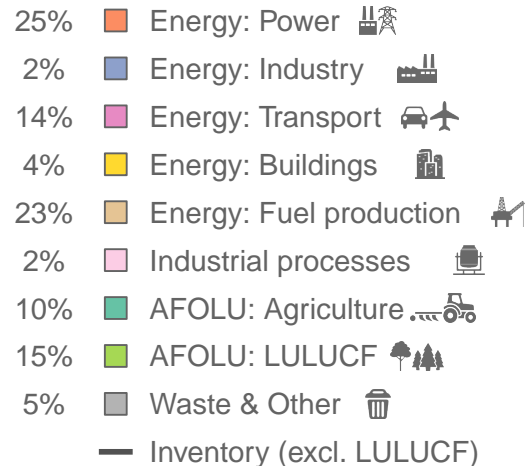 25% Energy: Power
2% Energy: Industry
14% Energy: Transport
4% Energy: Buildings
23% Energy: Fuel production
2% Industrial processes
10% AFOLU: Agriculture
15% AFOLU: LULUCF
5% Waste & Other
Inventory (excl. LULUCF)